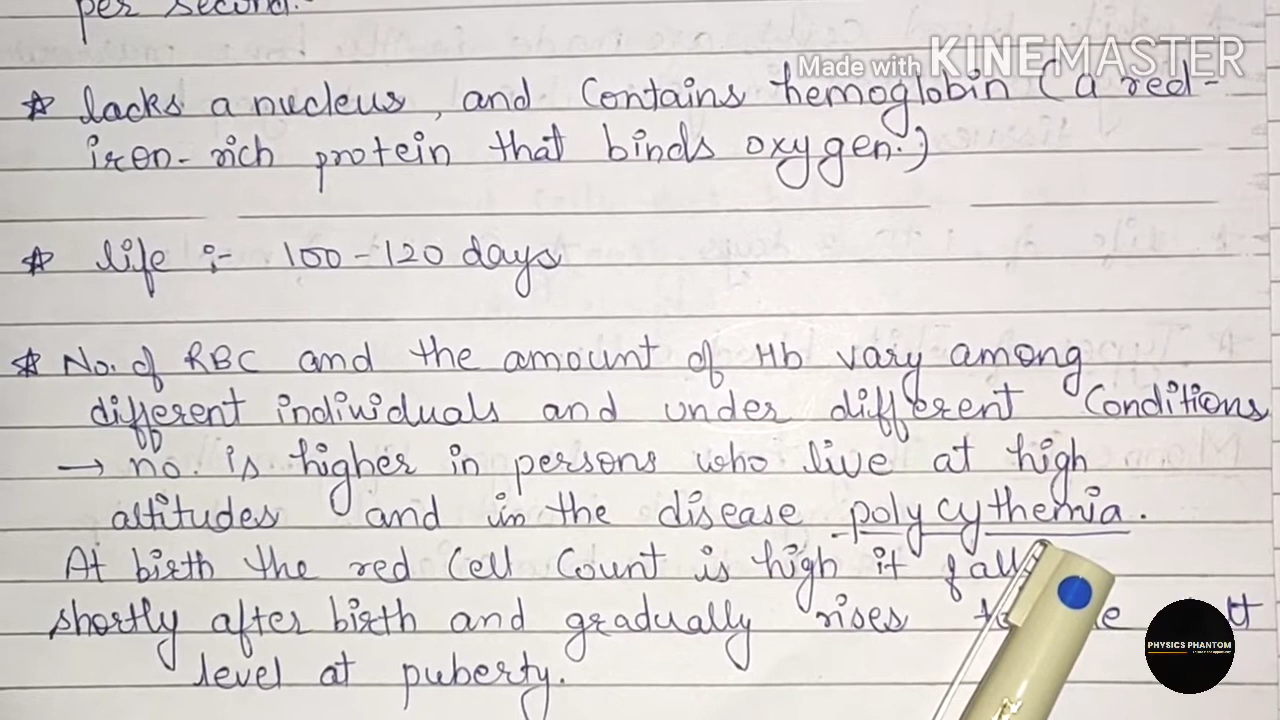 per second.
Made with KINEMASTER
* lacks a nucleus, and contains hemoglobin (a red-
iron-rich protein that binds oxygen.)
* life :- 100-120 days
* No. of RBC and the amount of Hb vary among
different individuals and under different conditions
→ no. is higher in persons who live at high
altitudes and in the disease polycythemia.
At birth the red cell count is high it fall
shortly after birth and gradually rises
level at puberty.
PHYSICS PHANTOM